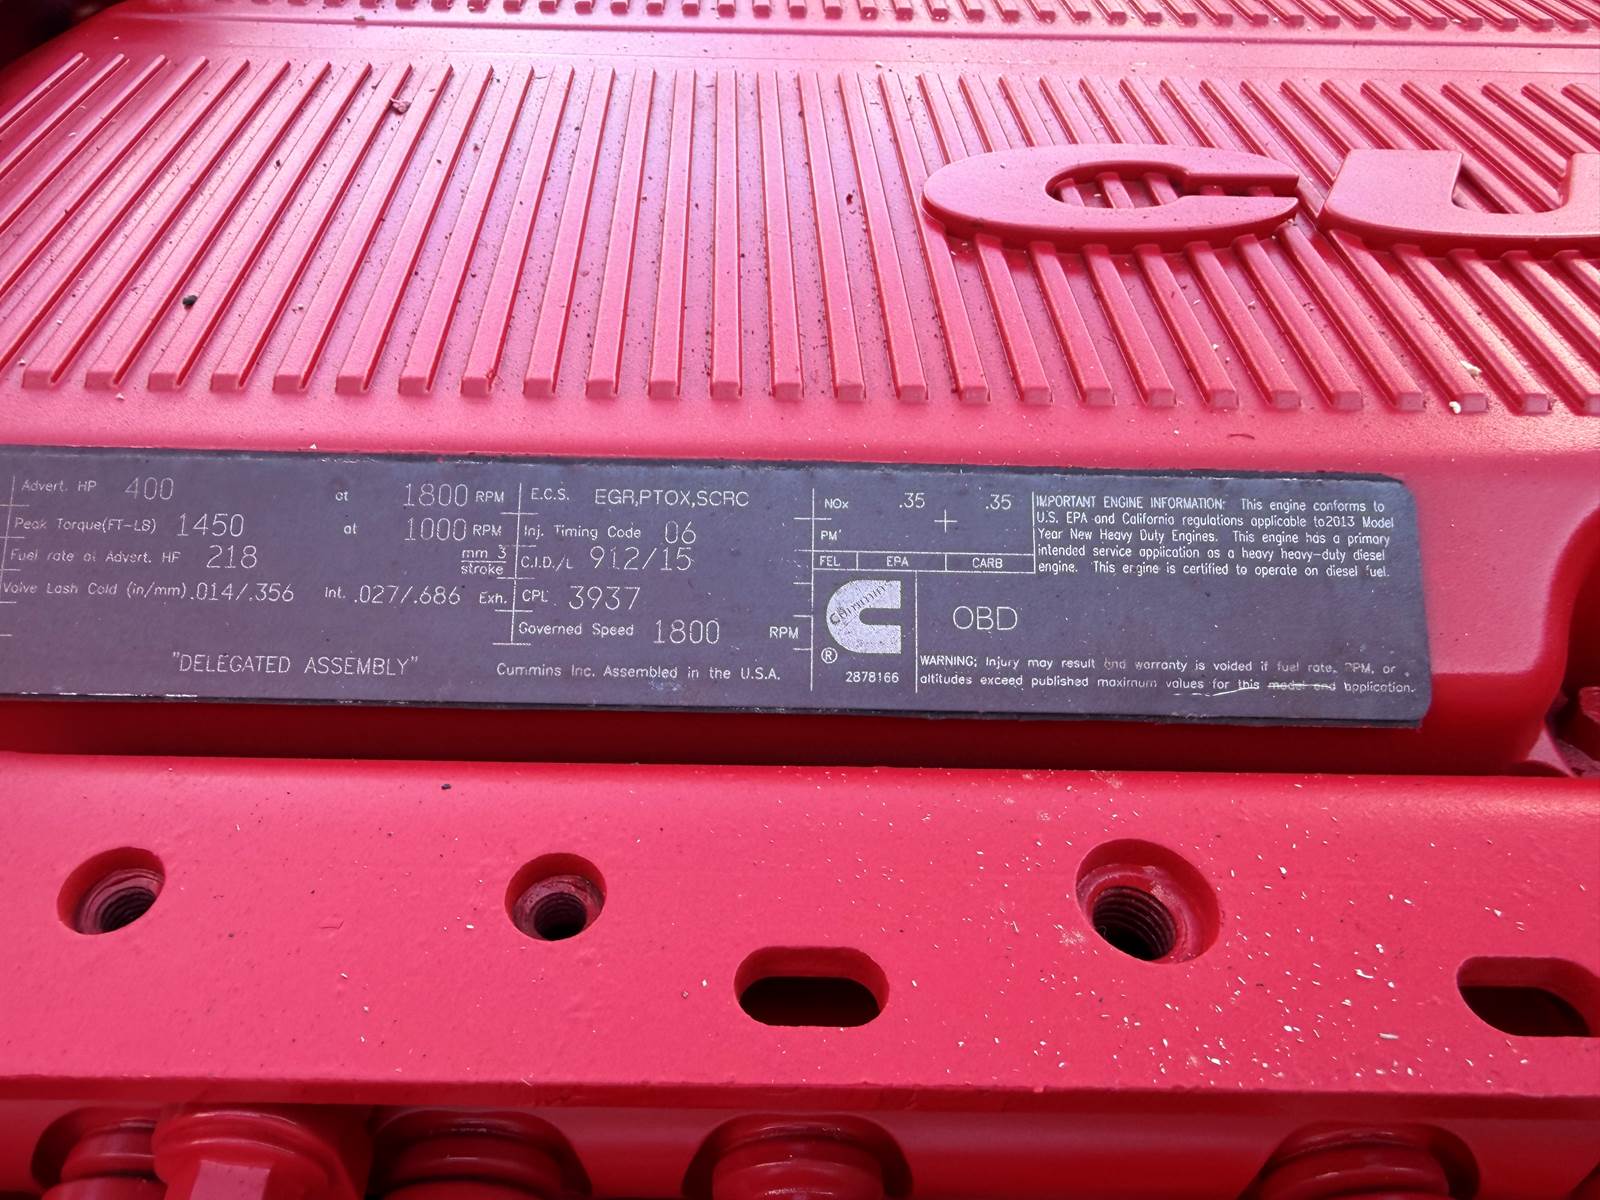 CU
Advert. HP 400 at 1800 RPM
Peak Torque(FT-LB) 1450 at 1000 RPM
Fuel rate at Advert. HP 218 mm 3
stroke
Valve Lash Cold (in/mm) .014/.356 Int. .027/.686 Exh.
"DELEGATED ASSEMBLY"
E.C.S. EGR,PTOX,SCRC
Inj. Timing Code 06
C.I.D./L 912/15
CPL 3937
Governed Speed 1800 RPM
Cummins Inc. Assembled in the U.S.A.
NOx .35 .35
PM
FEL EPA CARB
Cummins
®
2878166
IMPORTANT ENGINE INFORMATION: This engine conforms to
U.S. EPA and California regulations applicable to2013 Model
Year New Heavy Duty Engines. This engine has a primary
intended service application as a heavy heavy-duty diesel
engine. This engine is certified to operate on diesel fuel.
OBD
WARNING; Injury may result and warranty is voided if fuel rate, RPM, or
altitudes exceed published maximum values for this model and application.